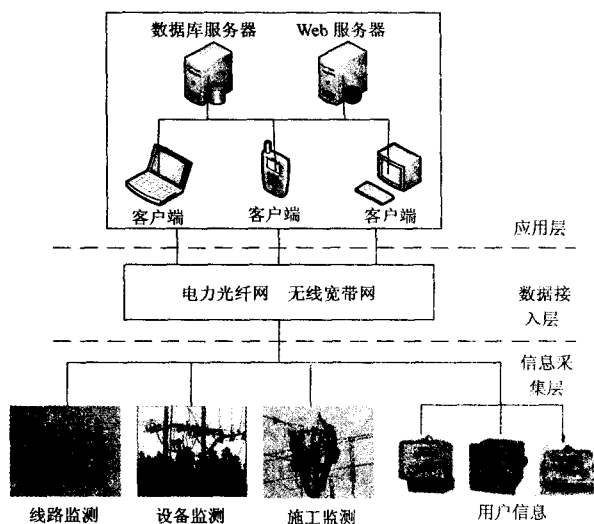 数据库服务器 Web 服务器
客户端 客户端 客户端
应用层
电力光纤网 无线宽带网
数据接
入层
信息采
集层
线路监测 设备监测 施工监测 用户信息